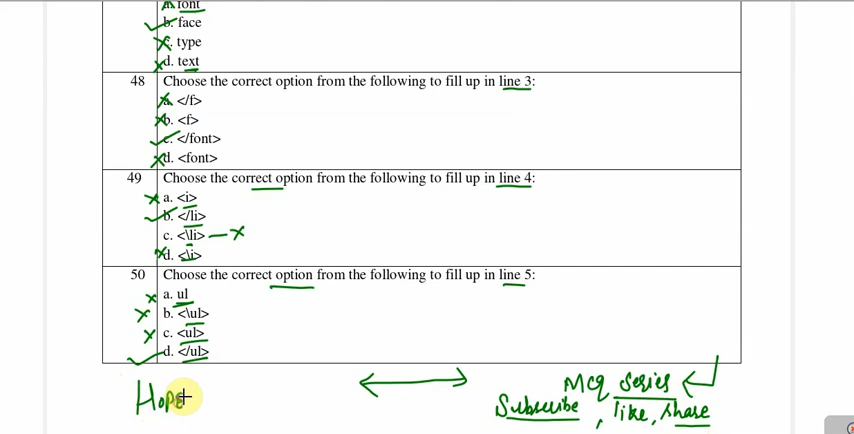 a. font
b. face
c. type
d. text
48 Choose the correct option from the following to fill up in line 3:
a. </f>
b. <f>
c. </font>
d. <font>
49 Choose the correct option from the following to fill up in line 4:
a. <i>
b. </li>
c. <\li>
d. <\i>
50 Choose the correct option from the following to fill up in line 5:
a. ul
b. <\ul>
c. <ul>
d. </ul>
MCQ Series
Subscribe, like, share
Hope